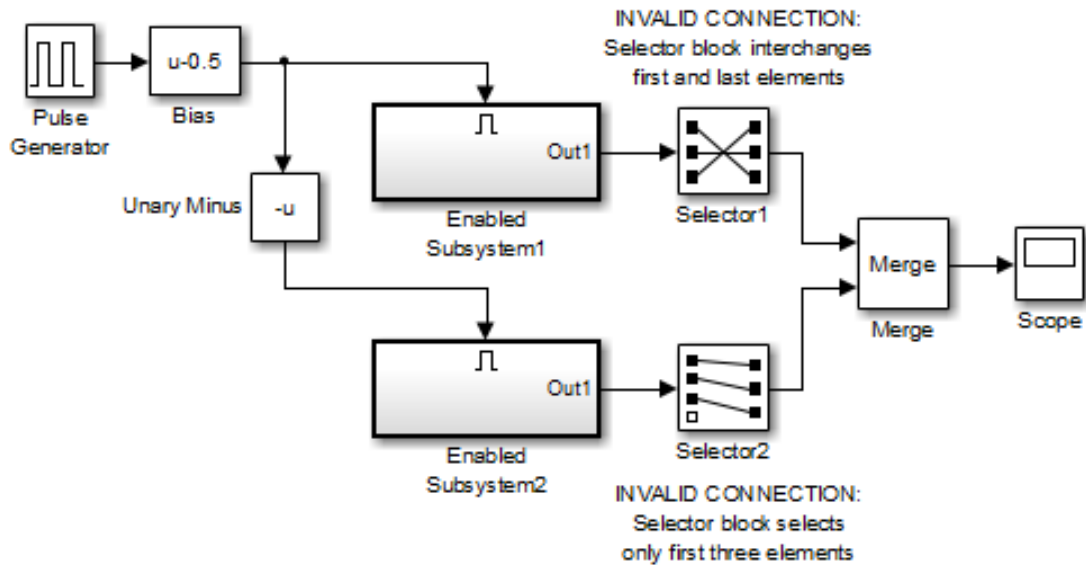 INVALID CONNECTION:
Selector block interchanges
first and last elements
u-0.5
Pulse
Generator
Bias
Out1
Unary Minus
-u
Enabled
Subsystem1
Selector1
Merge
Merge
Scope
Out1
Enabled
Subsystem2
Selector2
INVALID CONNECTION:
Selector block selects
only first three elements